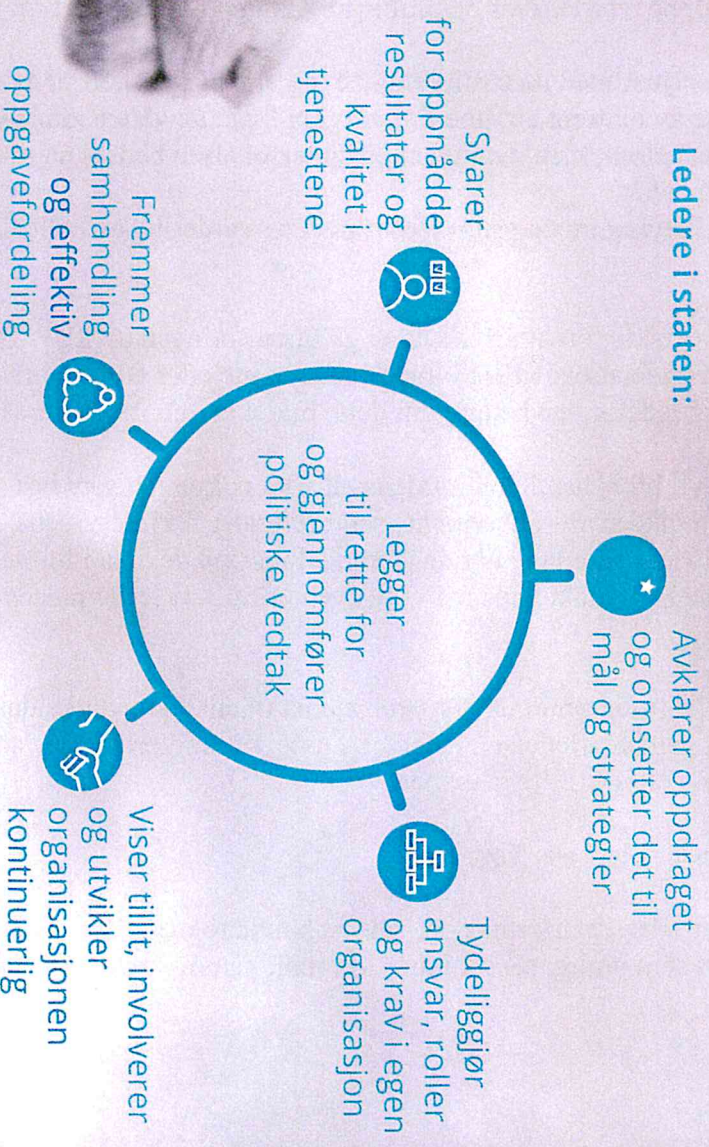 Ledere i staten:
Avklarer oppdraget
og omsetter det til
mål og strategier
Tydeliggjør
ansvar, roller
og krav i egen
organisasjon
Viser tillit, involverer
og utvikler
organisasjonen
kontinuerlig
Fremmer
samhandling
og effektiv
oppgavefordeling
Svarer
for oppnådde
resultater og
kvalitet i
tjenestene
Legger
til rette for
og gjennomfører
politiske vedtak